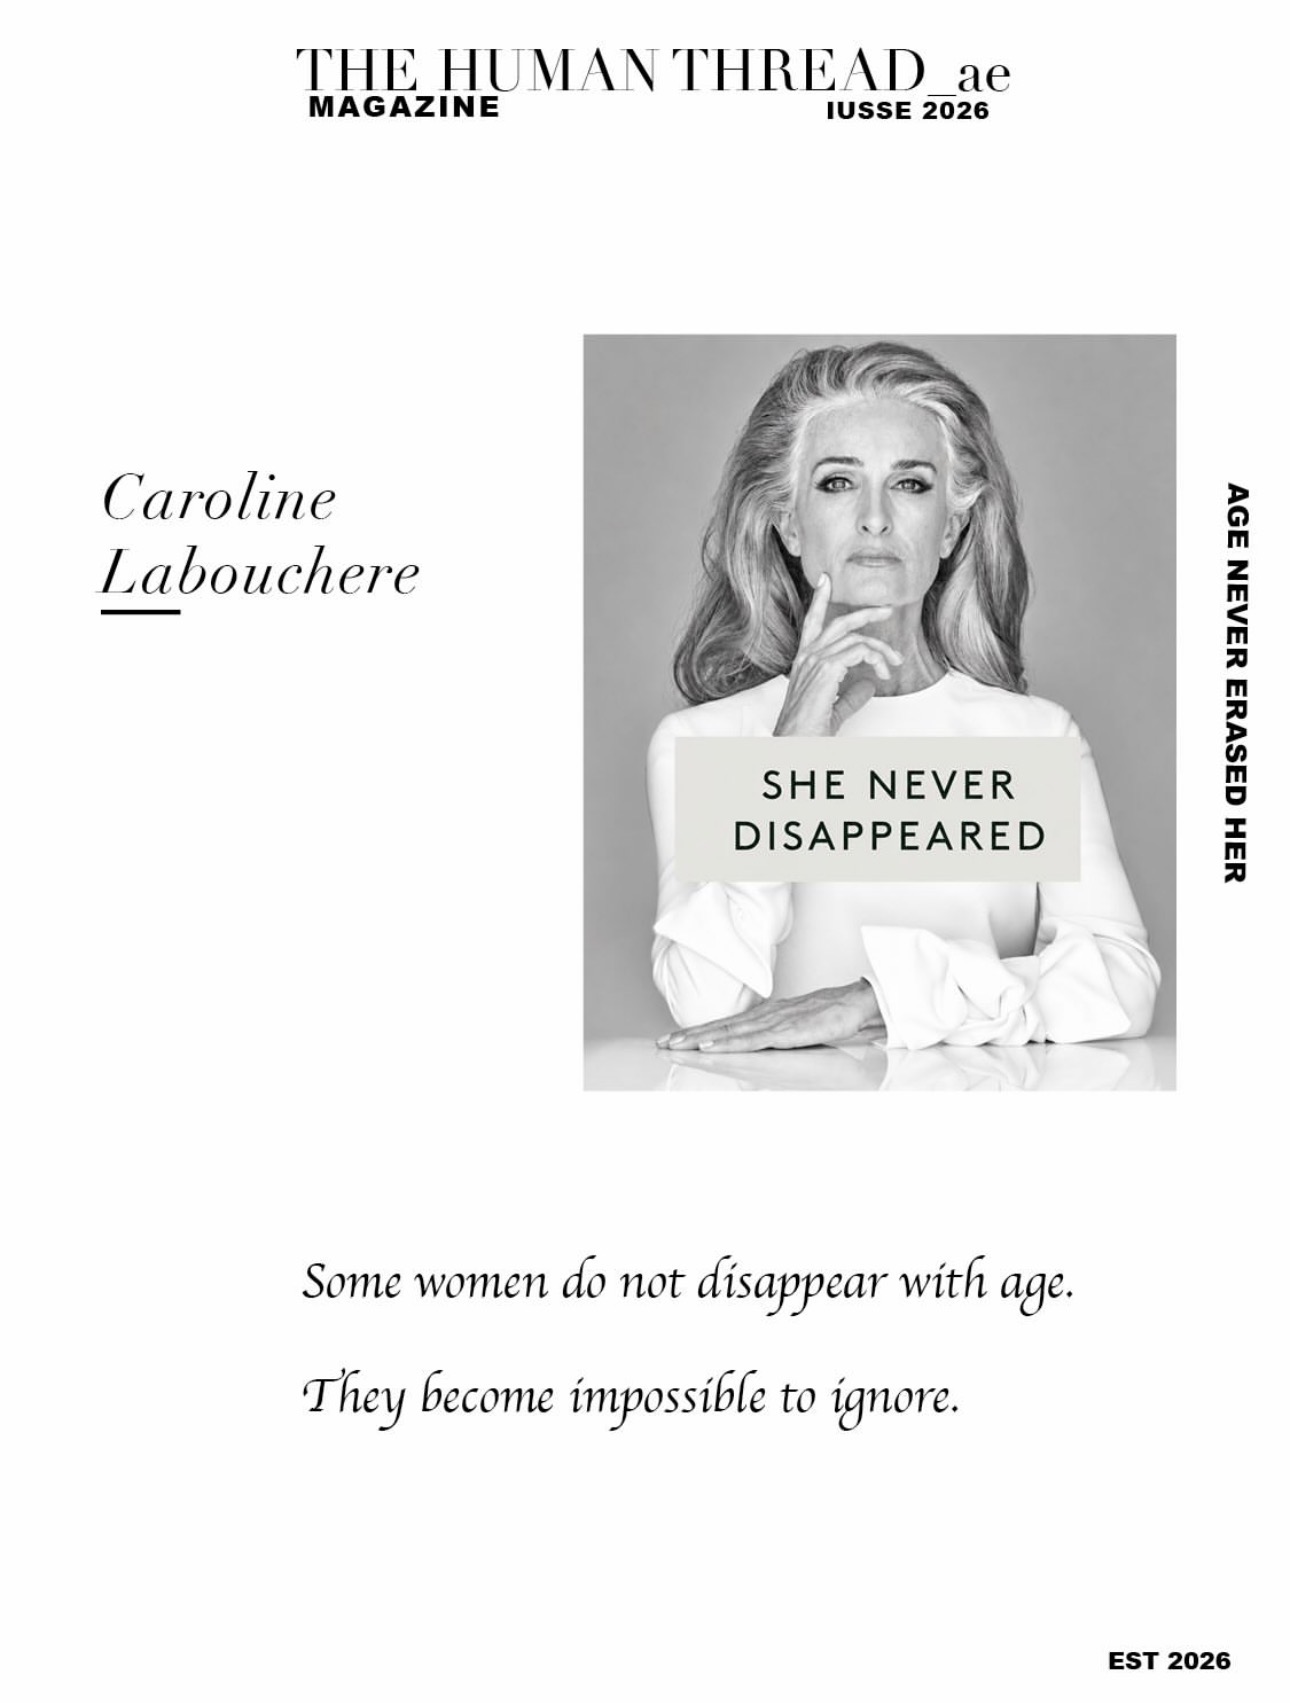 THE HUMAN THREAD_ae
MAGAZINE
IUSSE 2026
Caroline
Labouchere
SHE NEVER
DISAPPEARED
AGE NEVER ERASED HER
Some women do not disappear with age.
They become impossible to ignore.
EST 2026